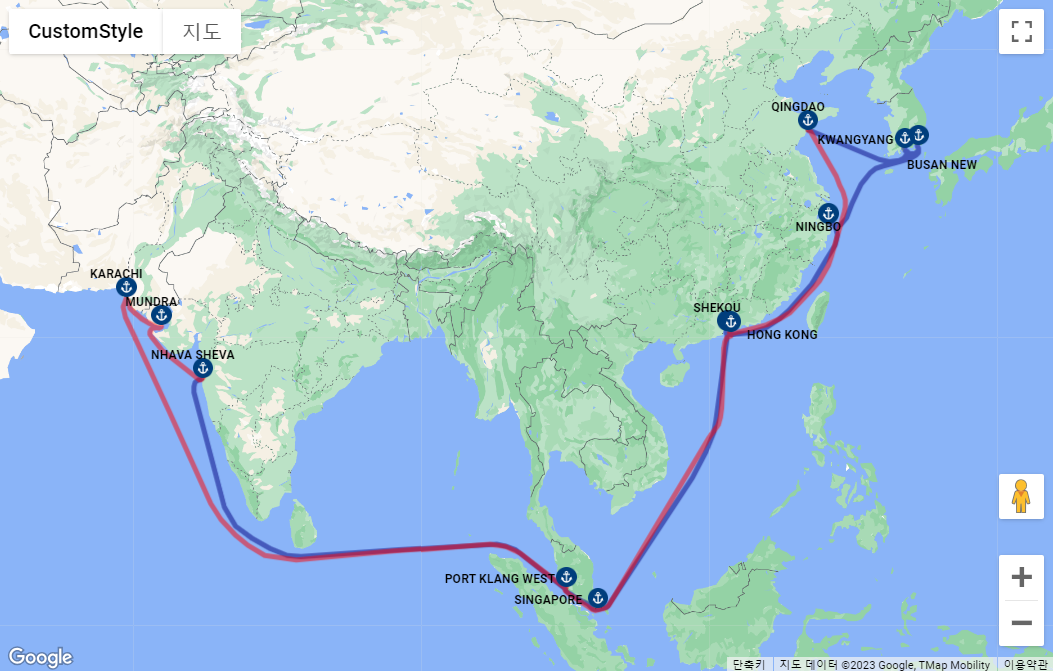 CustomStyle
지도
QINGDAO
KWANGYANG
BUSAN NEW
NINGBO
KARACHI
MUNDRA
SHEKOU
HONG KONG
NHAVA SHEVA
PORT KLANG WEST
SINGAPORE
Google
단축키
지도 데이터 ©2023 Google, TMap Mobility
이용약관